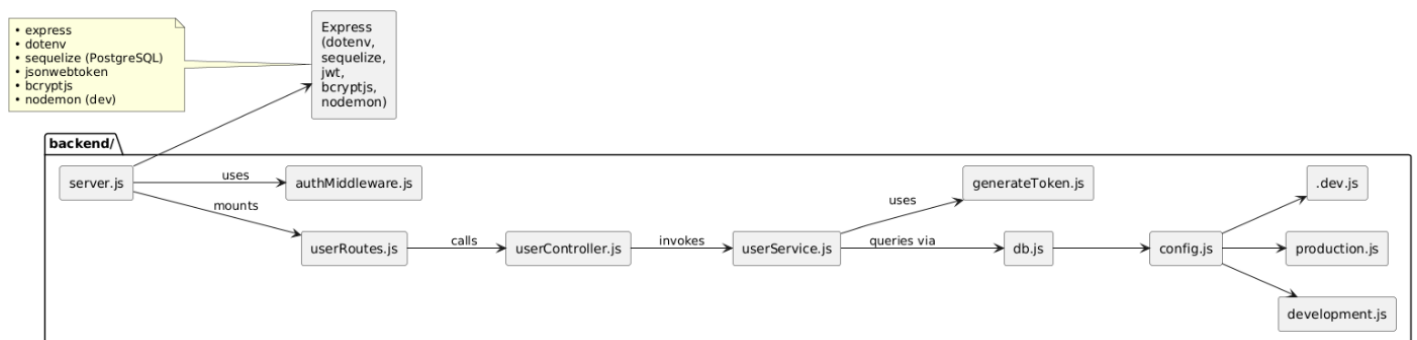 • express
• dotenv
• sequelize (PostgreSQL)
• jsonwebtoken
• bcryptjs
• nodemon (dev)
Express
(dotenv,
sequelize,
jwt,
bcryptjs,
nodemon)
backend/
server.js
uses
authMiddleware.js
mounts
userRoutes.js
calls
userController.js
invokes
userService.js
uses
generateToken.js
queries via
db.js
config.js
.dev.js
production.js
development.js